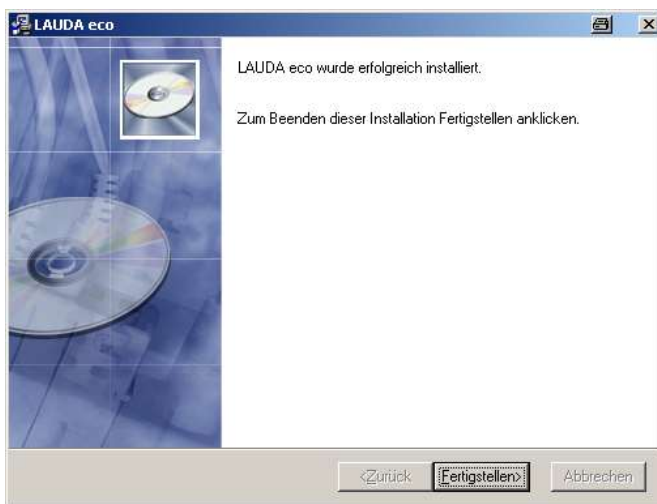 LAUDA eco
LAUDA eco wurde erfolgreich installiert.
Zum Beenden dieser Installation Fertigstellen anklicken.
<Zurück Fertigstellen> Abbrechen